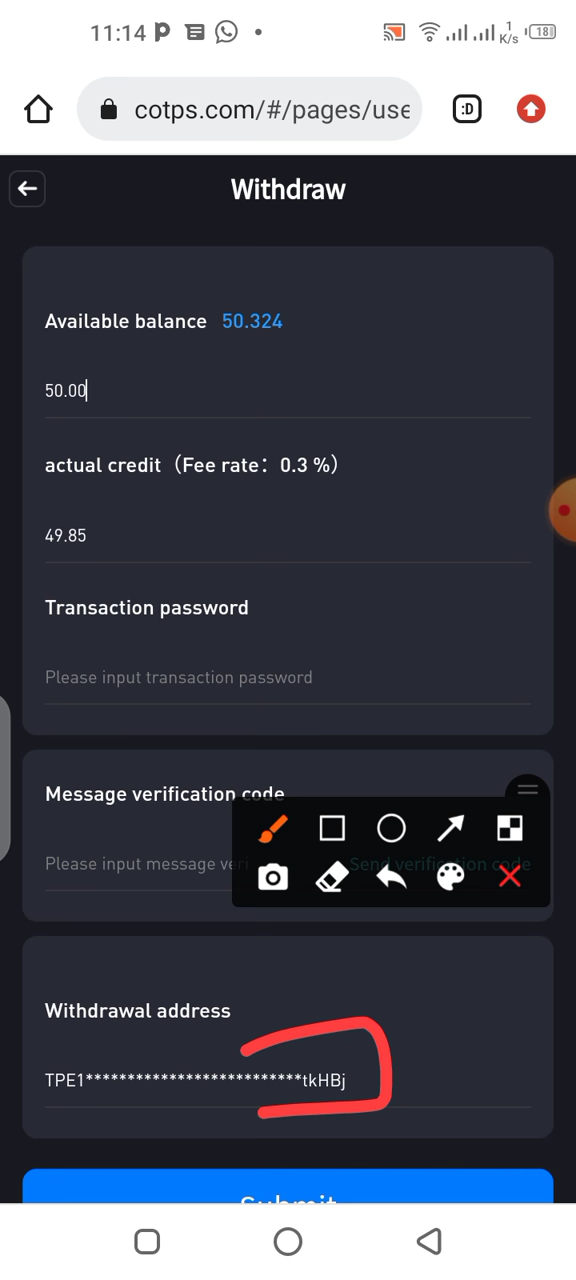 11:14
1 K/s 18
cotps.com/#/pages/use
:D
Withdraw
Available balance 50.324
50.00
actual credit（Fee rate：0.3 %）
49.85
Transaction password
Please input transaction password
Message verification code
Please input message veri Send verification code
Withdrawal address
TPE1**************************tkHBj
Submit